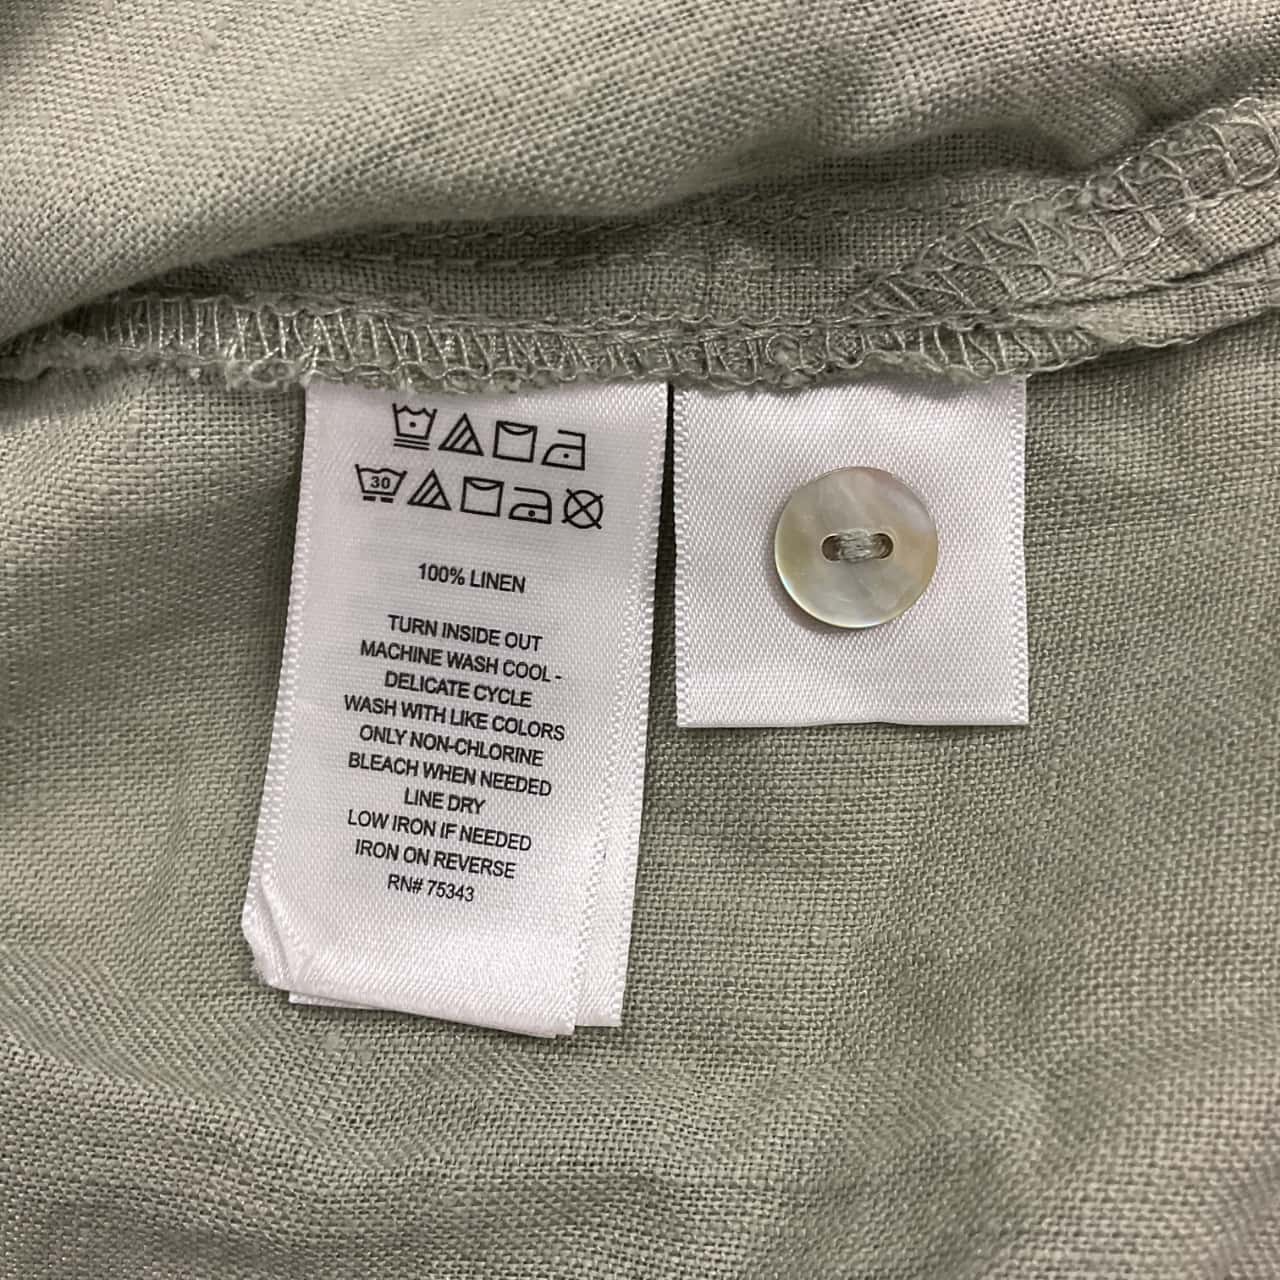 30
100% LINEN
TURN INSIDE OUT
MACHINE WASH COOL -
DELICATE CYCLE
WASH WITH LIKE COLORS
ONLY NON-CHLORINE
BLEACH WHEN NEEDED
LINE DRY
LOW IRON IF NEEDED
IRON ON REVERSE
RN# 75343